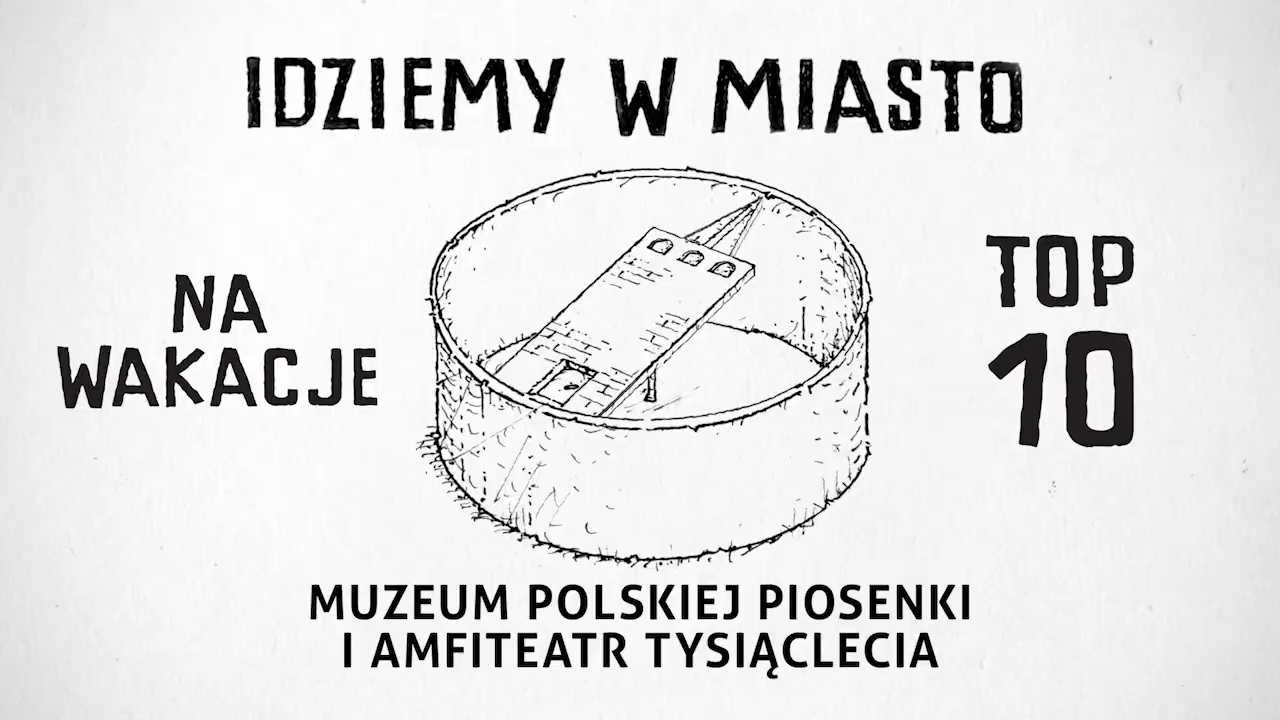 IDZIEMY W MIASTO
NA
WAKACJE
TOP
10
MUZEUM POLSKIEJ PIOSENKI
I AMFITEATR TYSIĄCLECIA